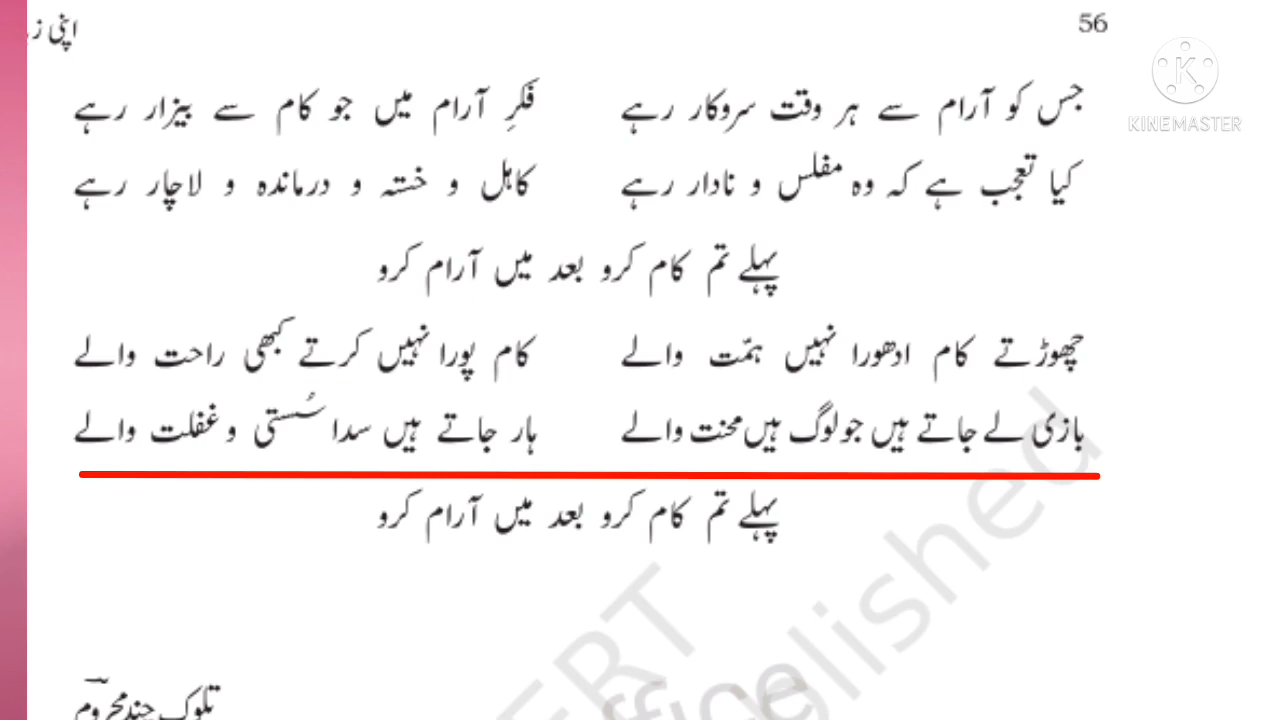 56
اپنی
جس کو آرام سے ہر وقت سروکار رہے فکرِ آرام میں جو کام سے بیزار رہے
کیا تعجب ہے کہ وہ مفلس و نادار رہے کاہل و خستہ و درماندہ و لاچار رہے
پہلے تم کام کرو بعد میں آرام کرو
چھوڑتے کام ادھورا نہیں ہمّت والے کام پورا نہیں کرتے کبھی راحت والے
بازی لے جاتے ہیں جو لوگ ہیں محنت والے ہار جاتے ہیں سدا سُستی و غفلت والے
پہلے تم کام کرو بعد میں آرام کرو
تلوک چند محروم
KINEMASTER